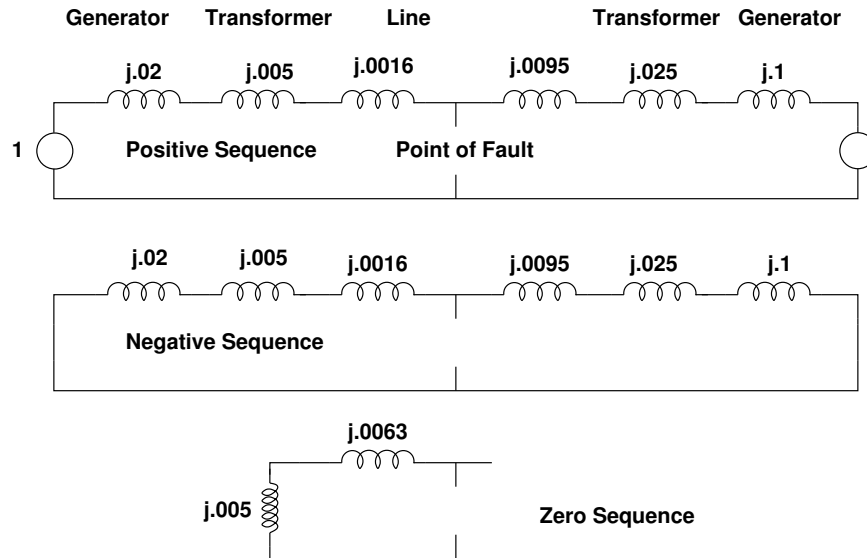 Generator Transformer Line Transformer Generator
j.02 j.005 j.0016 j.0095 j.025 j.1
1 Positive Sequence Point of Fault
j.02 j.005 j.0016 j.0095 j.025 j.1
Negative Sequence
j.0063
j.005 Zero Sequence